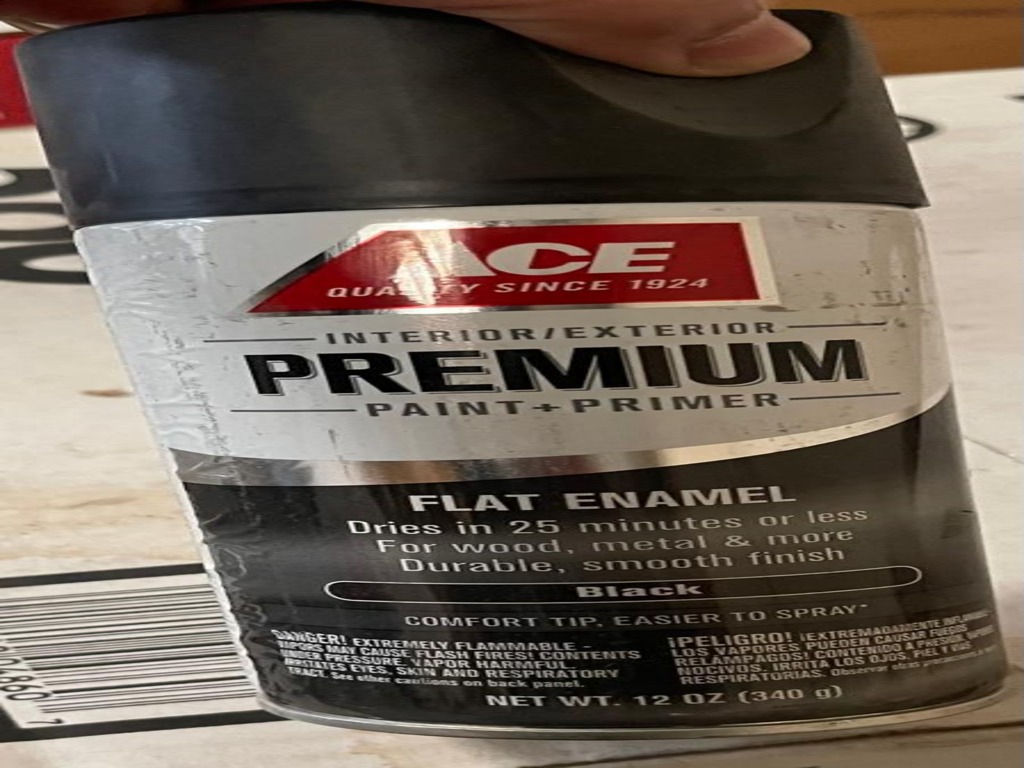 ACE
QUALITY SINCE 1924
INTERIOR/EXTERIOR
PREMIUM
PAINT+PRIMER
FLAT ENAMEL
Dries in 25 minutes or less
For wood, metal & more
Durable, smooth finish
Black
COMFORT TIP, EASIER TO SPRAY*
DANGER! EXTREMELY FLAMMABLE -
VAPORS MAY CAUSE FLASH FIRES! CONTENTS
UNDER PRESSURE. VAPOR HARMFUL.
IRRITATES EYES, SKIN AND RESPIRATORY
TRACT. See other cautions on back panel.
¡PELIGRO! ¡EXTREMADAMENTE INFLAMABLE
LOS VAPORES PUEDEN CAUSAR FUEGOS
RELÁMPAGOS! CONTENIDO A PRESIÓN. VAPORES
NOCIVOS. IRRITA LOS OJOS, PIEL Y VÍAS
RESPIRATORIAS. Observe otras
NET WT. 12 OZ (340 g)
7